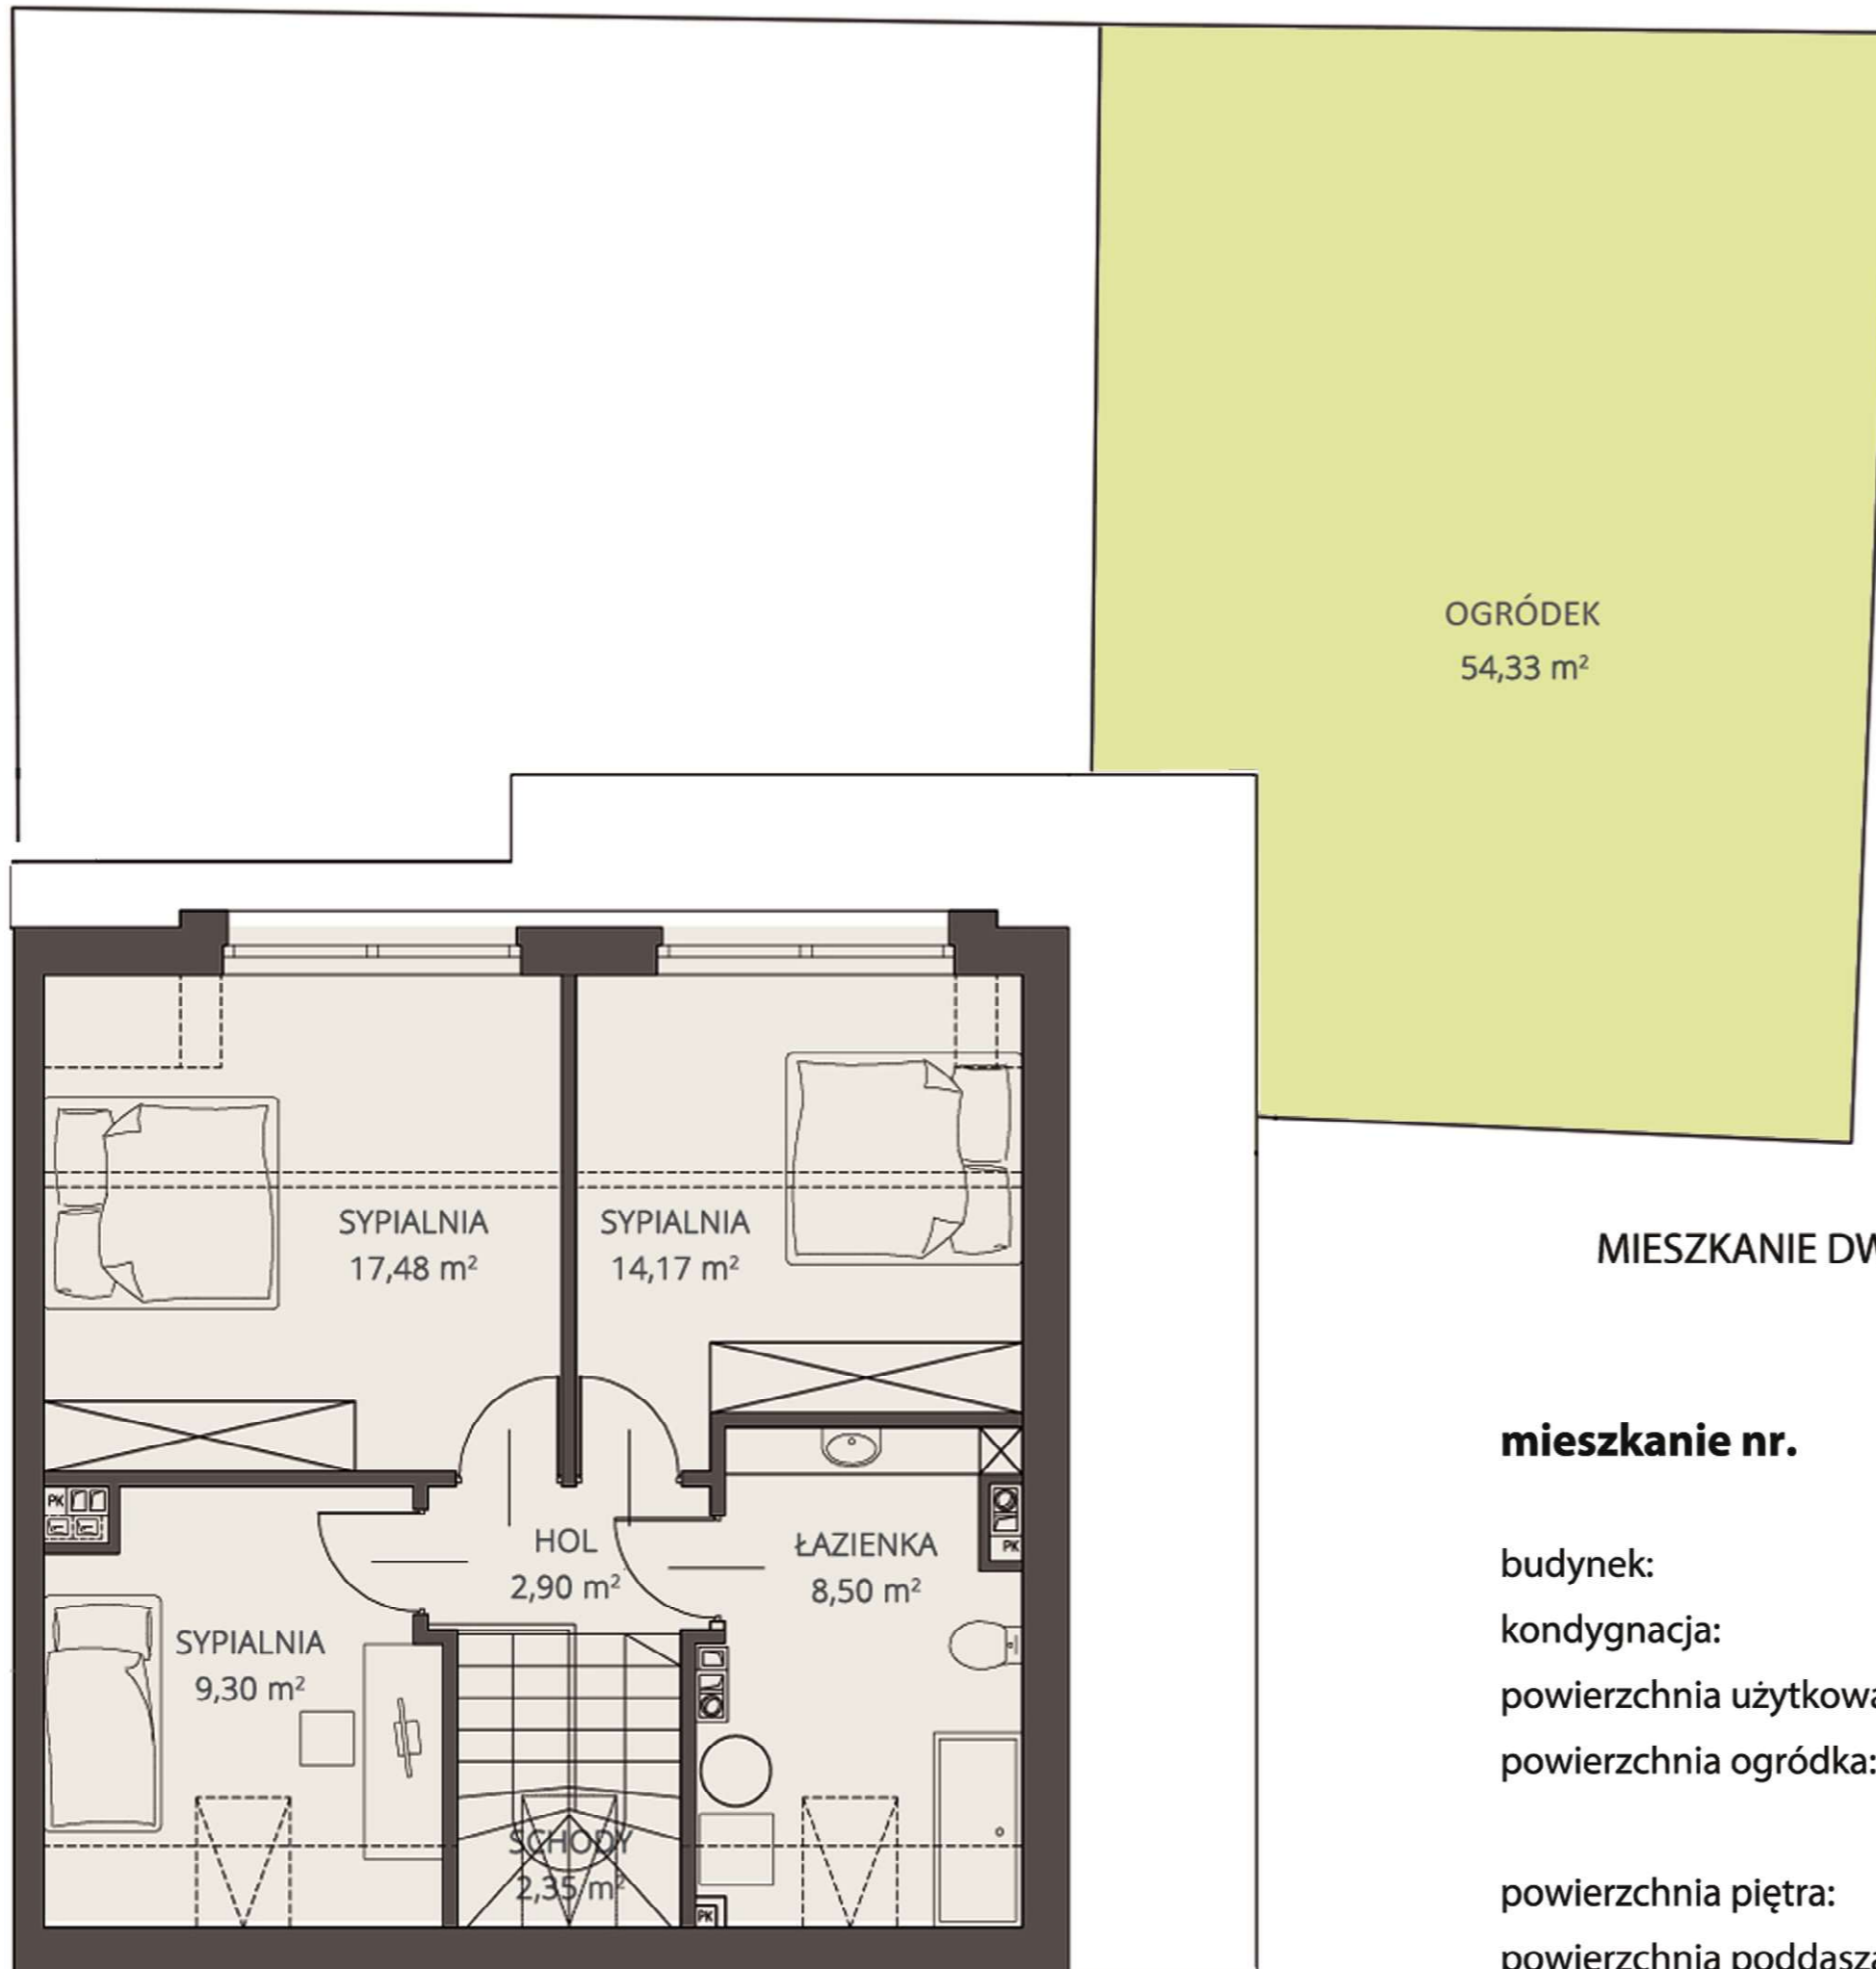 OGRÓDEK
54,33 m²
SYPIALNIA
17,48 m²
SYPIALNIA
14,17 m²
MIESZKANIE DW
mieszkanie nr.
PK
HOL
2,90 m²
ŁAZIENKA
8,50 m²
PK
budynek:
kondygnacja:
SYPIALNIA
9,30 m²
powierzchnia użytkowa
powierzchnia ogródka:
SCHODY
2,35 m²
PK
powierzchnia piętra:
powierzchnia poddasza